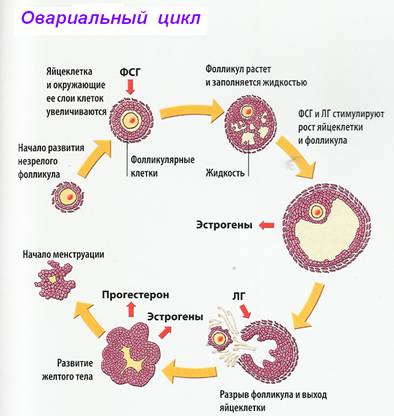 Овариальный цикл
Яйцеклетка
и окружающие
ее слои клеток
увеличиваются
ФСГ
Фолликул растет
и заполняется жидкостью
ФСГ и ЛГ стимулируют
рост яйцеклетки
и фолликула
Начало развития
незрелого
фолликула
Фолликулярные
клетки
Жидкость
Эстрогены
Начало менструации
Прогестерон
Эстрогены
ЛГ
Развитие
желтого тела
Разрыв фолликула и выход
яйцеклетки